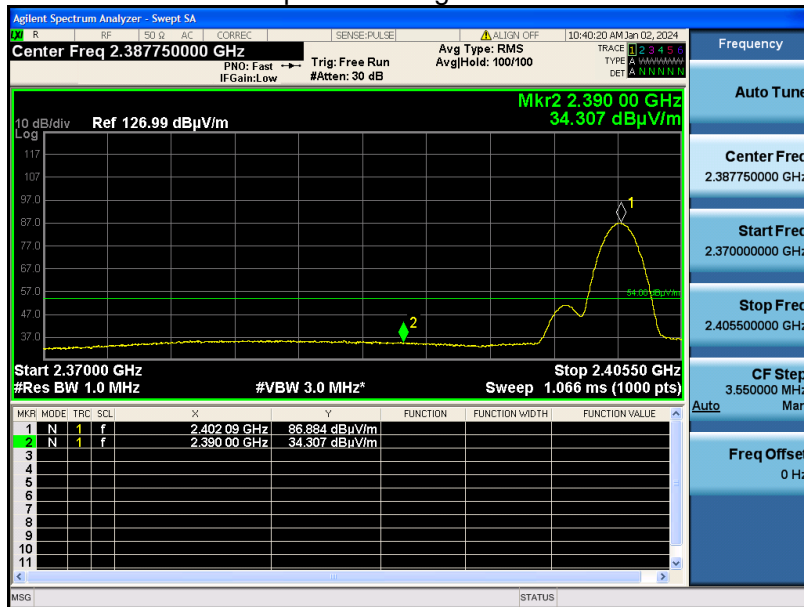 Agilent Spectrum Analyzer - Swept SA
LXI R RF 50 Ω AC CORREC SENSE:PULSE ALIGN OFF 10:40:20 AM Jan 02, 2024
Center Freq 2.387750000 GHz
PNO: Fast
IFGain:Low
Trig: Free Run
#Atten: 30 dB
Avg Type: RMS
Avg|Hold: 100/100
TRACE 1 2 3 4 5 6
TYPE A WWWWW
DET A N N N N N
Mkr2 2.390 00 GHz
34.307 dBµV/m
10 dB/div Ref 126.99 dBµV/m
Log
117
107
97.0
87.0
77.0
67.0
57.0
47.0
37.0
1
2
54.00 dBµV/m
Start 2.37000 GHz Stop 2.40550 GHz
#Res BW 1.0 MHz #VBW 3.0 MHz* Sweep 1.066 ms (1000 pts)
MKR MODE TRC SCL X Y FUNCTION FUNCTION WIDTH FUNCTION VALUE
1 N 1 f 2.402 09 GHz 86.884 dBµV/m
2 N 1 f 2.390 00 GHz 34.307 dBµV/m
3
4
5
6
7
8
9
10
11
MSG STATUS
Frequency
Auto Tune
Center Freq
2.387750000 GHz
Start Freq
2.370000000 GHz
Stop Freq
2.405500000 GHz
CF Step
3.550000 MHz
Auto Man
Freq Offset
0 Hz